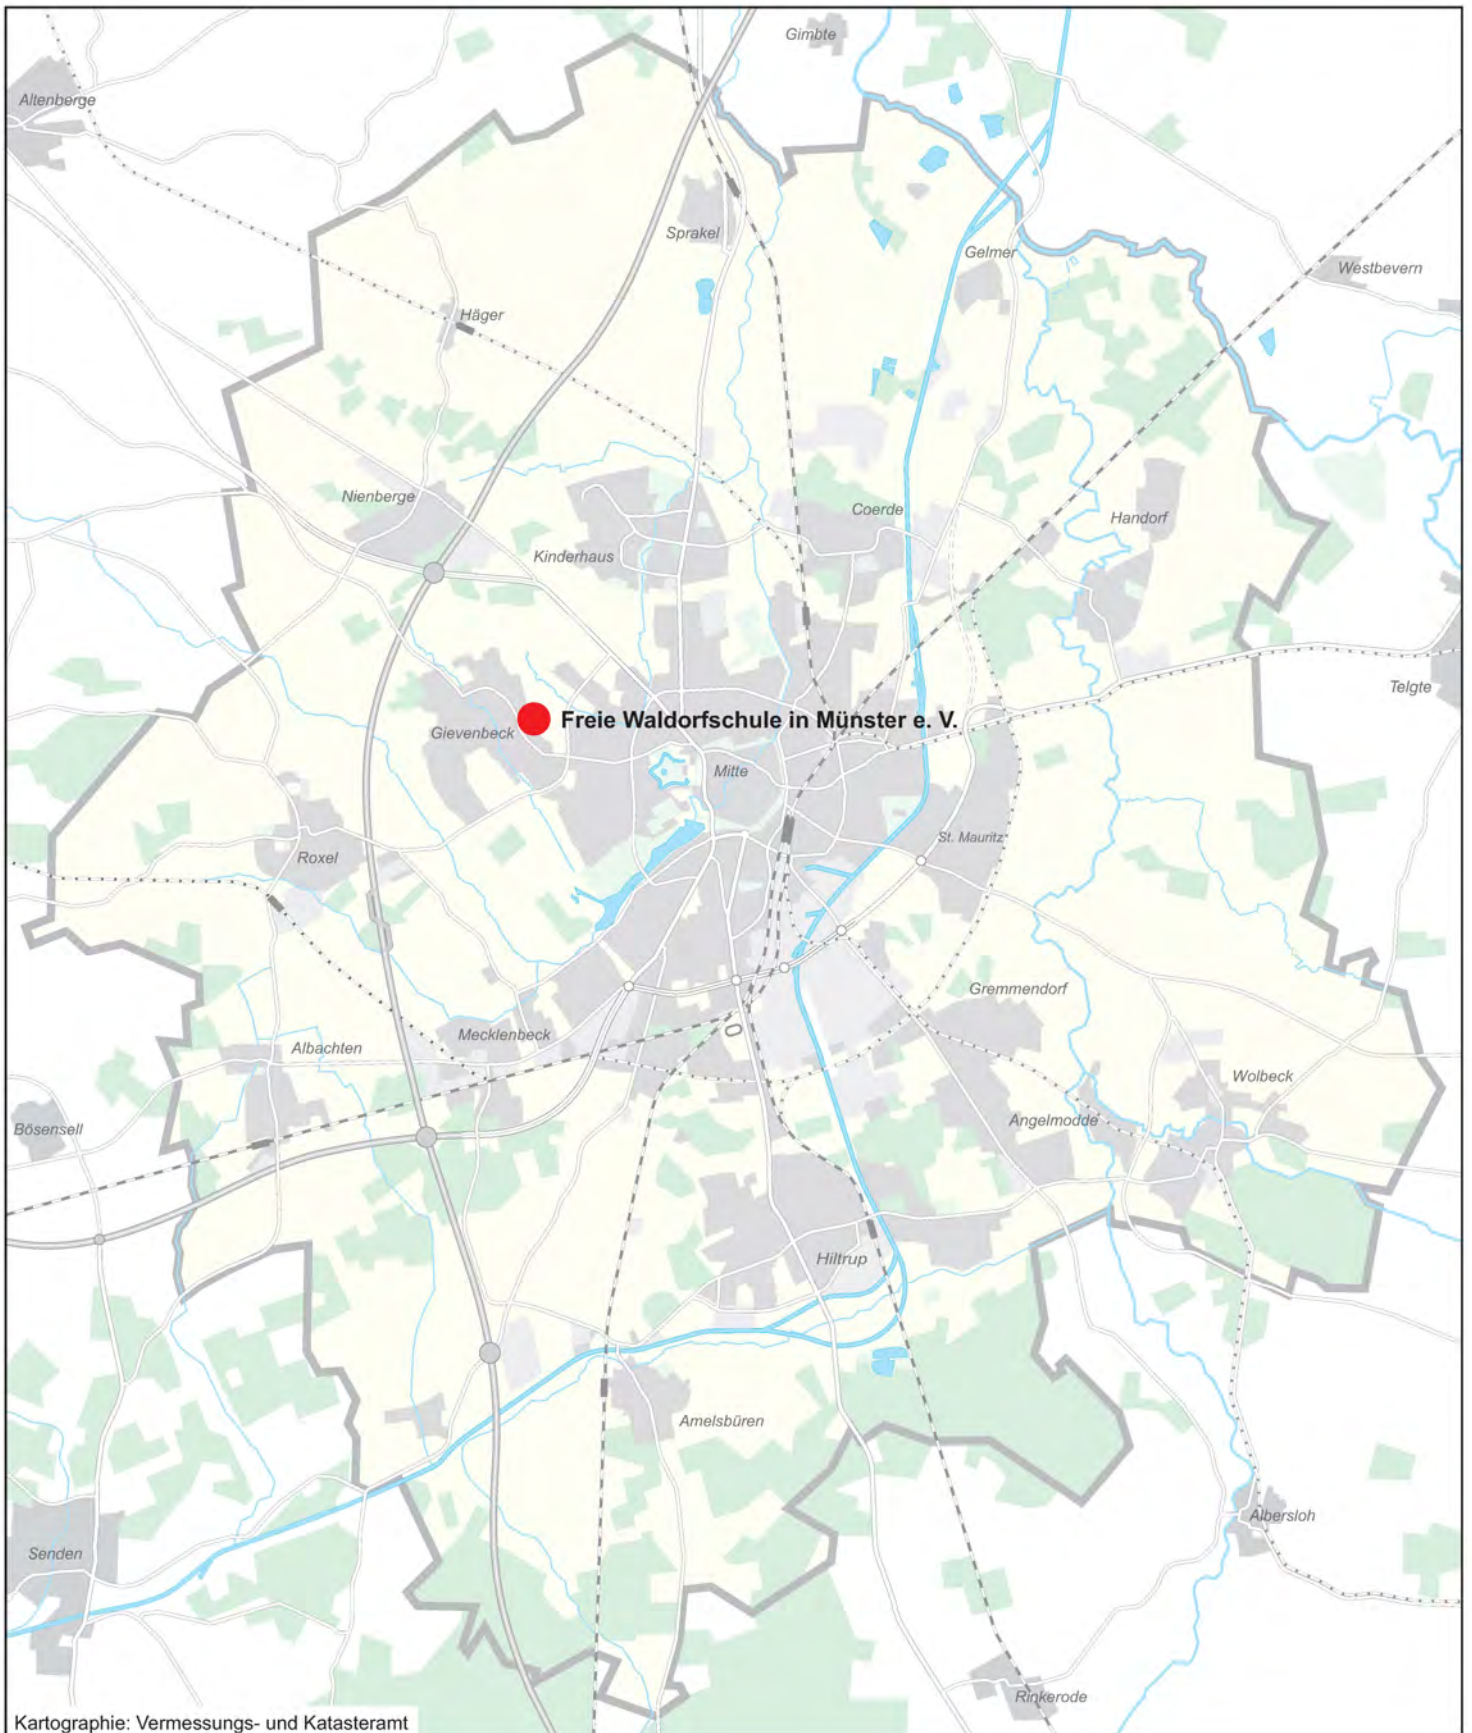 Gimbte
Altenberge
Sprakel
Gelmer
Westbevern
Häger
Nienberge
Coerde
Handorf
Kinderhaus
Telgte
Freie Waldorfschule in Münster e. V.
Gievenbeck
Mitte
St. Mauritz
Roxel
Gremmendorf
Mecklenbeck
Albachten
Wolbeck
Angelmodde
Bösensell
Hiltrup
Amelsbüren
Albersloh
Senden
Rinkerode
Kartographie: Vermessungs- und Katasteramt